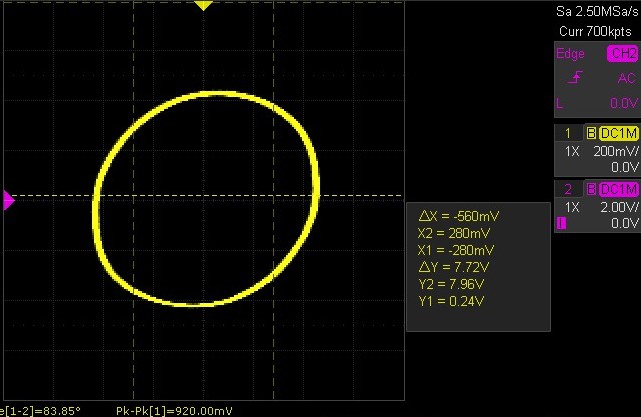 Sa 2.50MSa/s
Curr 700kpts
Edge CH2
AC
L 0.0V
1 B DC1M
1X 200mV/
0.0V
2 B DC1M
1X 2.00V/
0.0V
ΔX = -560mV
X2 = 280mV
X1 = -280mV
ΔY = 7.72V
Y2 = 7.96V
Y1 = 0.24V
e[1-2]=83.85° Pk-Pk[1]=920.00mV